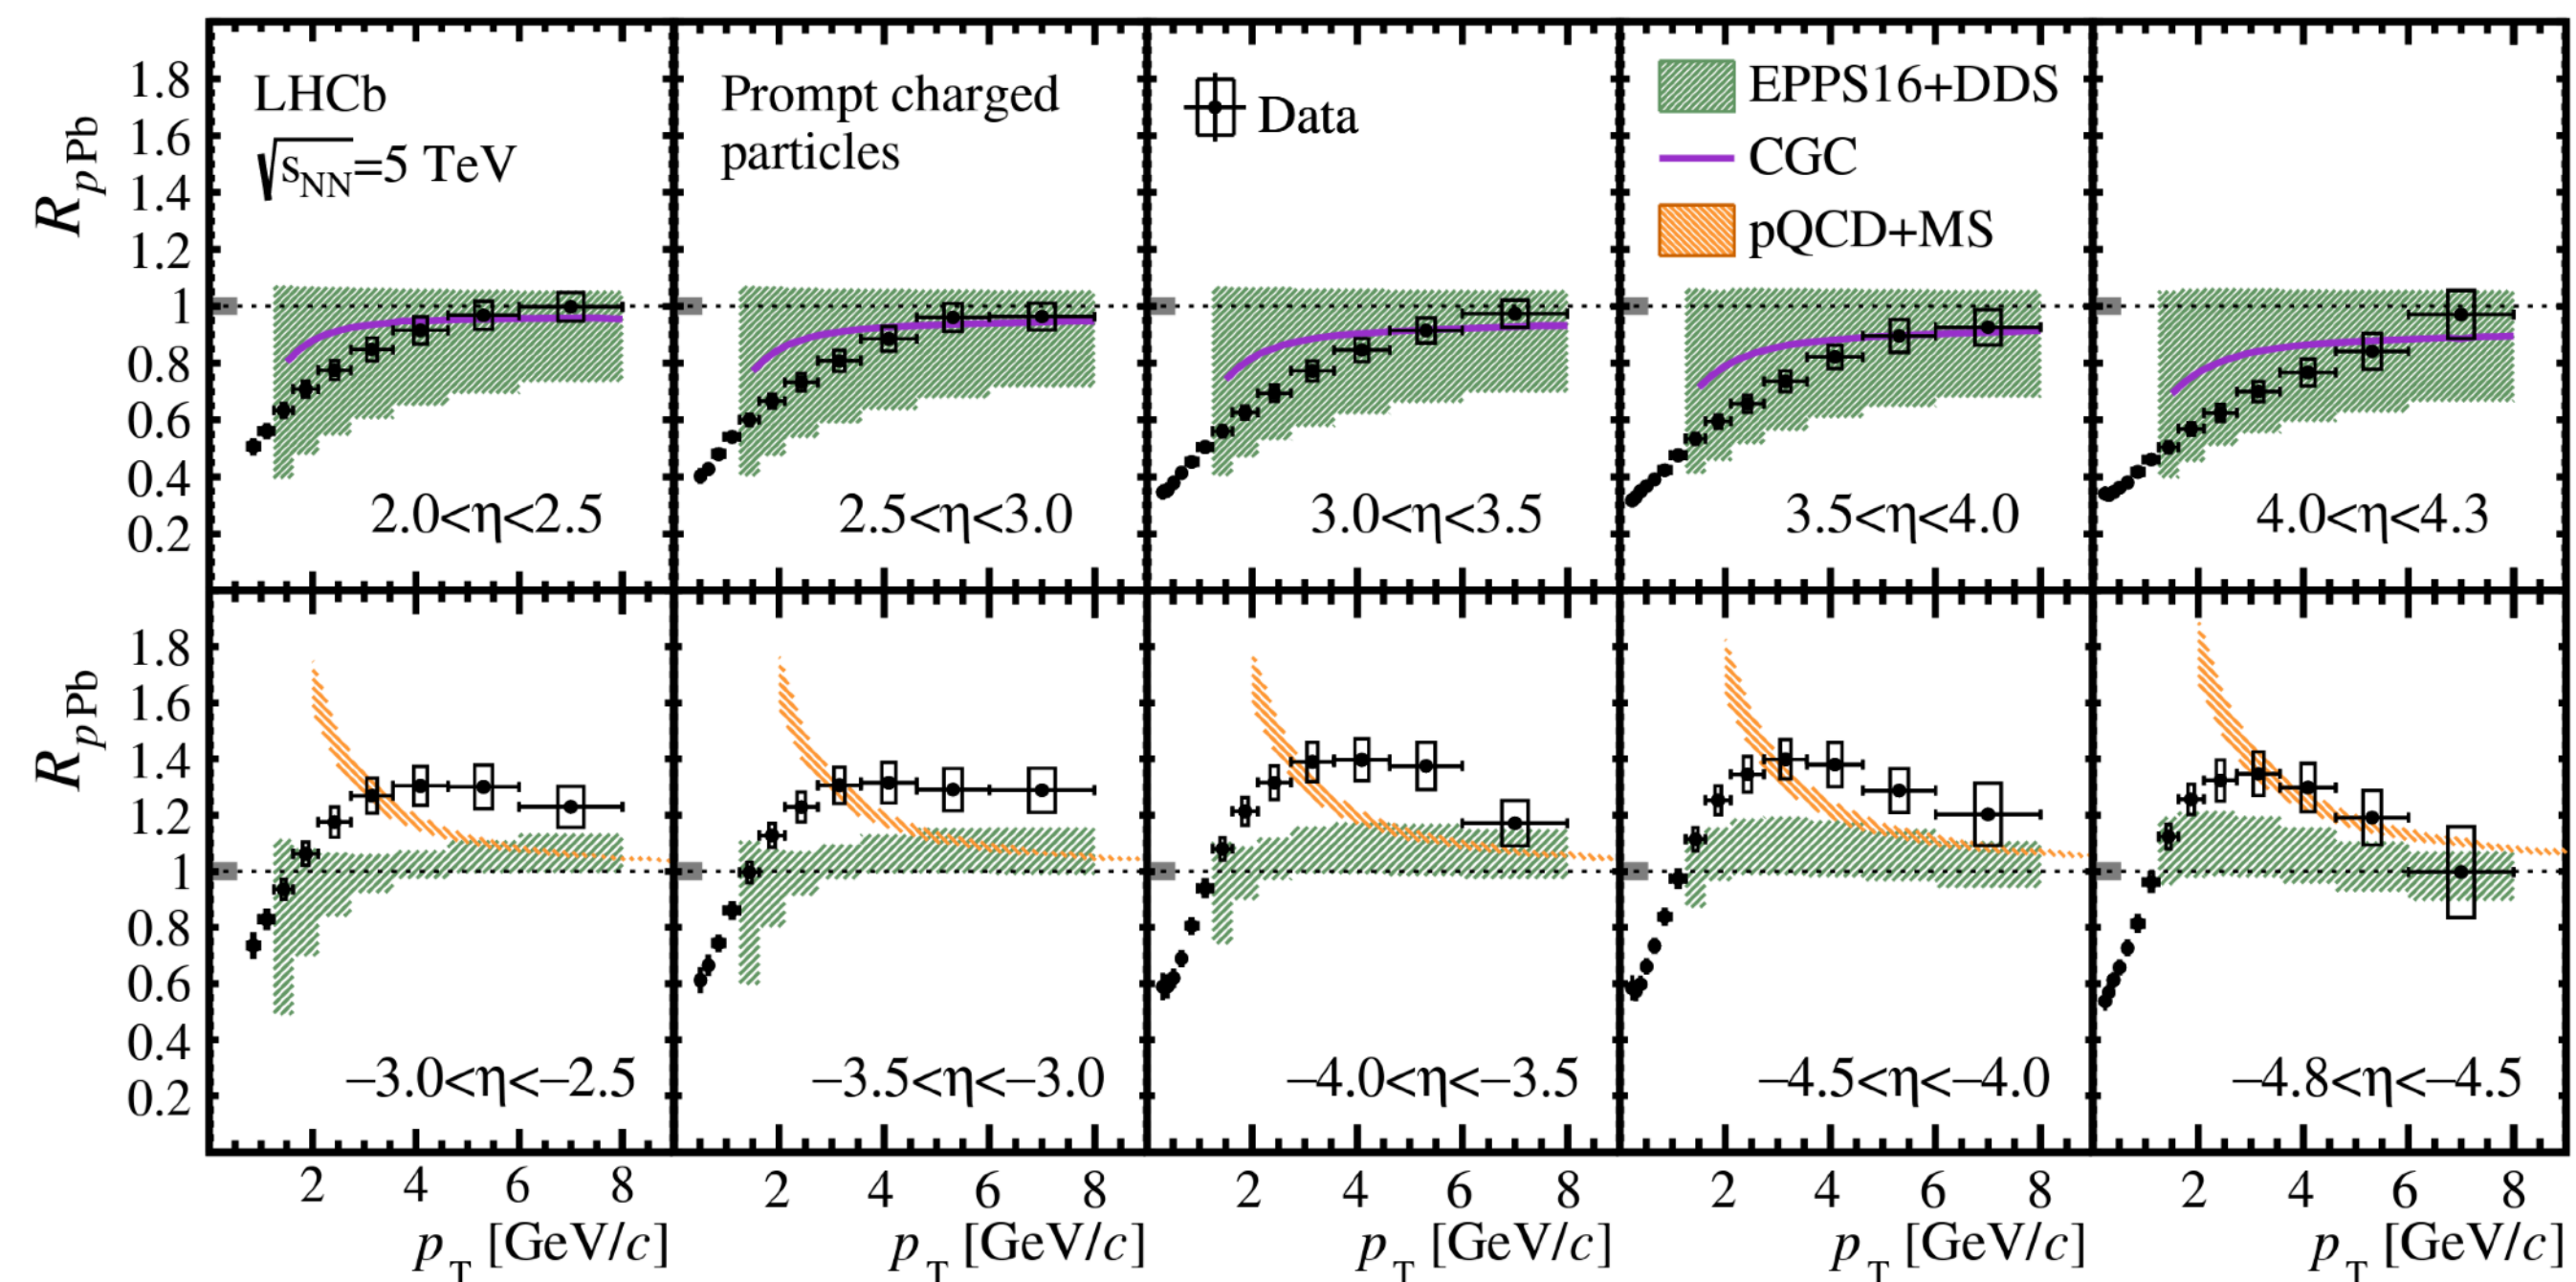 LHCb
√sNN=5 TeV
Prompt charged
particles
Data
EPPS16+DDS
CGC
pQCD+MS
RpPb
1.8
1.6
1.4
1.2
1
0.8
0.6
0.4
0.2
2.0<η<2.5
2.5<η<3.0
3.0<η<3.5
3.5<η<4.0
4.0<η<4.3
RpPb
1.8
1.6
1.4
1.2
1
0.8
0.6
0.4
0.2
−3.0<η<−2.5
−3.5<η<−3.0
−4.0<η<−3.5
−4.5<η<−4.0
−4.8<η<−4.5
2 4 6 8
2 4 6 8
2 4 6 8
2 4 6 8
2 4 6 8
pT [GeV/c]
pT [GeV/c]
pT [GeV/c]
pT [GeV/c]
pT [GeV/c]